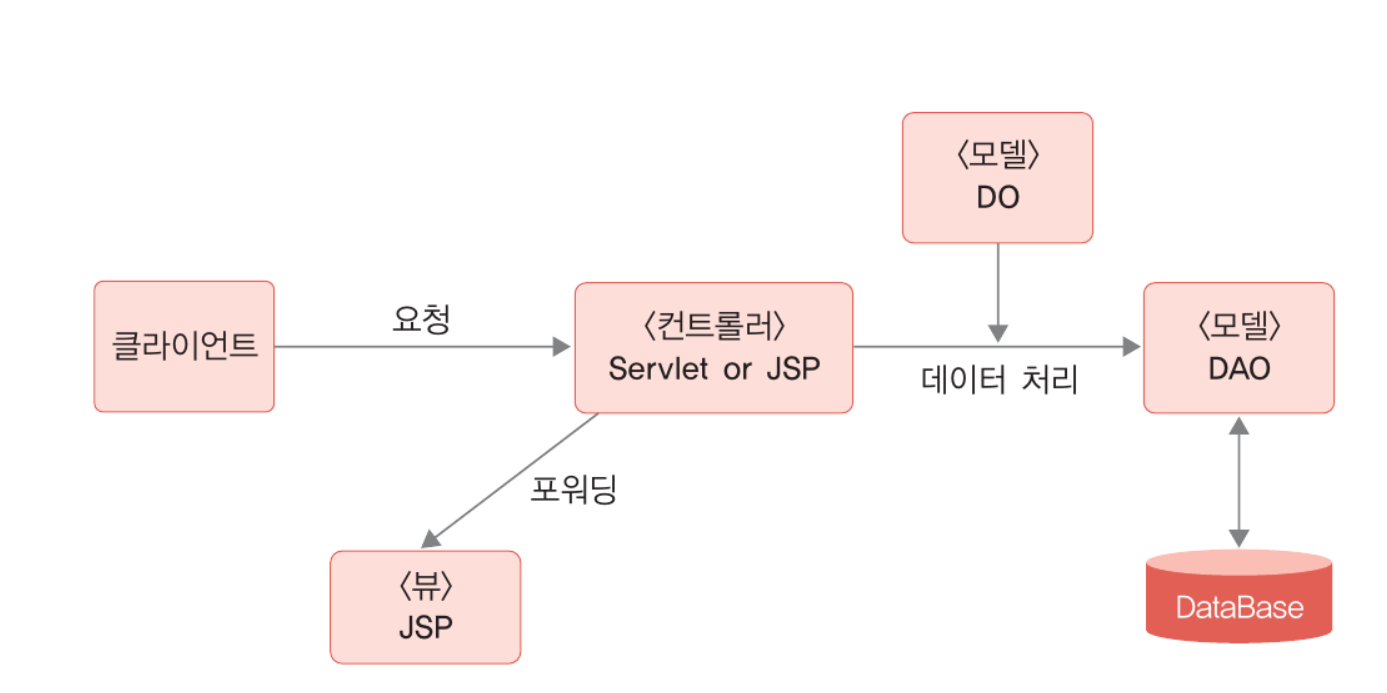 〈모델〉
DO
클라이언트
요청
〈컨트롤러〉
Servlet or JSP
데이터 처리
〈모델〉
DAO
포워딩
〈뷰〉
JSP
DataBase